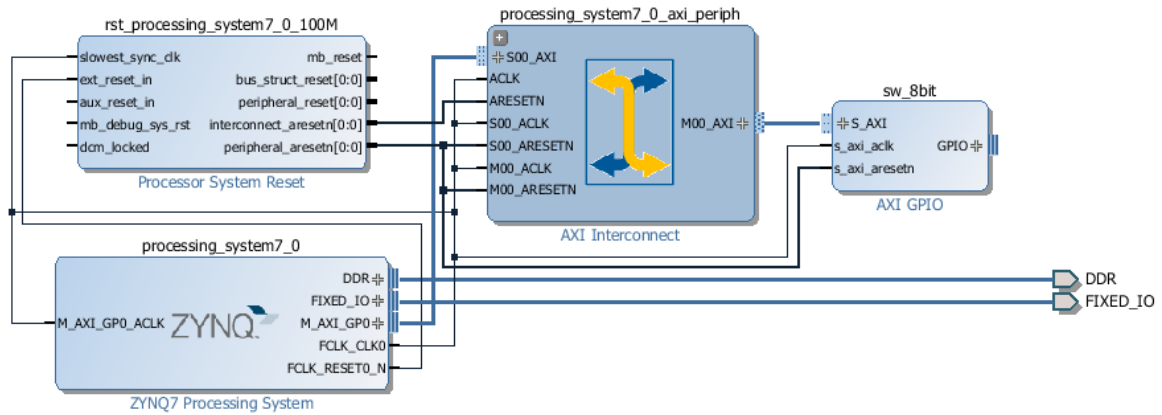 rst_processing_system7_0_100M
slowest_sync_clk
mb_reset
ext_reset_in
bus_struct_reset[0:0]
aux_reset_in
peripheral_reset[0:0]
mb_debug_sys_rst
interconnect_aresetn[0:0]
dcm_locked
peripheral_aresetn[0:0]
Processor System Reset
processing_system7_0_axi_periph
S00_AXI
ACLK
ARESETN
S00_ACLK
M00_AXI
S00_ARESETN
M00_ACLK
M00_ARESETN
AXI Interconnect
sw_8bit
S_AXI
s_axi_aclk
GPIO
s_axi_aresetn
AXI GPIO
processing_system7_0
DDR
FIXED_IO
M_AXI_GP0_ACLK
ZYNQ
M_AXI_GP0
FCLK_CLK0
FCLK_RESET0_N
ZYNQ7 Processing System
DDR
FIXED_IO